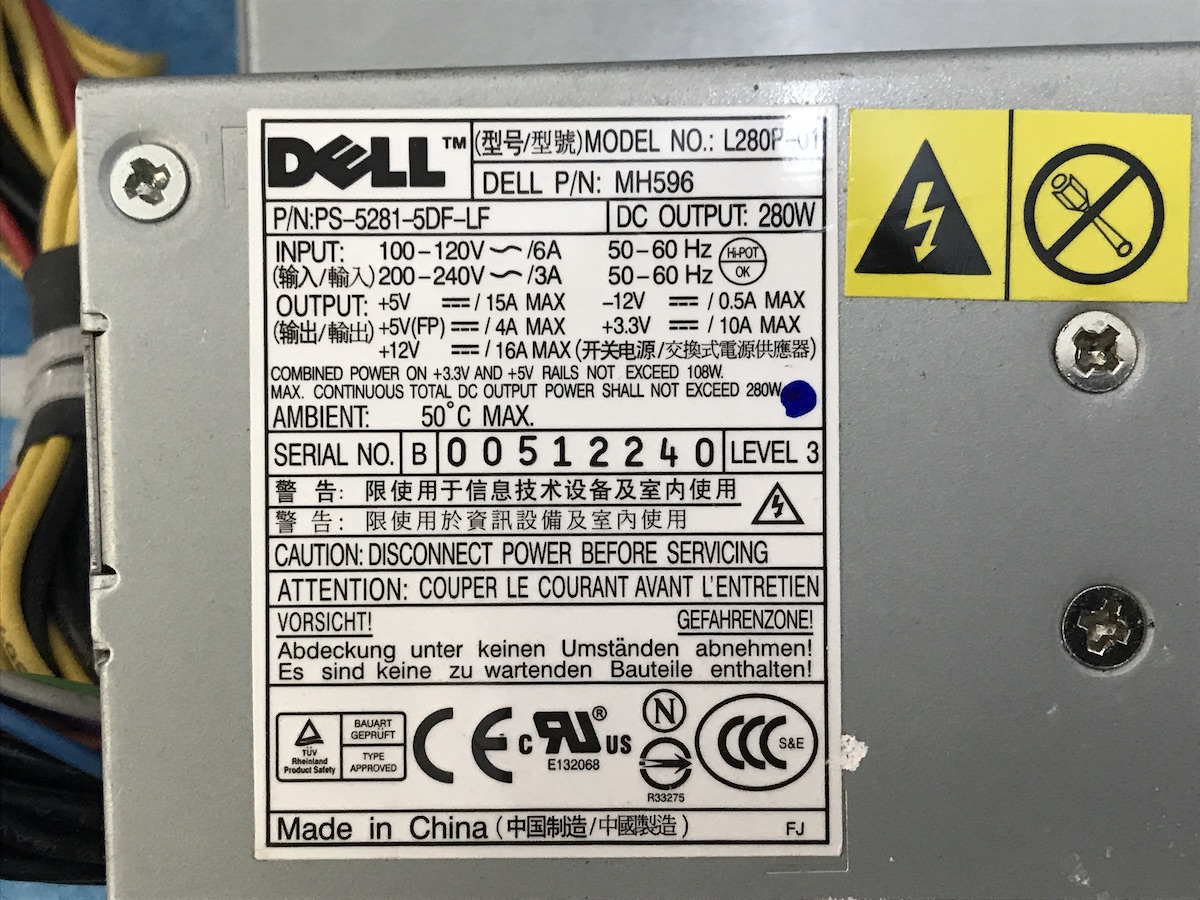 DELL™
(型号/型號)MODEL NO.: L280P-01
DELL P/N: MH596
P/N:PS-5281-5DF-LF
DC OUTPUT: 280W
INPUT: 100-120V ~ /6A 50-60 Hz
(输入/輸入) 200-240V ~ /3A 50-60 Hz
Hi-POT
OK
OUTPUT: +5V ⎓ / 15A MAX -12V ⎓ / 0.5A MAX
(输出/輸出) +5V(FP) ⎓ / 4A MAX +3.3V ⎓ / 10A MAX
+12V ⎓ / 16A MAX (开关电源/交換式電源供應器)
COMBINED POWER ON +3.3V AND +5V RAILS NOT EXCEED 108W.
MAX. CONTINUOUS TOTAL DC OUTPUT POWER SHALL NOT EXCEED 280W
AMBIENT: 50°C MAX.
SERIAL NO. B 00512240 LEVEL 3
警 告: 限使用于信息技术设备及室内使用
警 告: 限使用於資訊設備及室內使用
CAUTION: DISCONNECT POWER BEFORE SERVICING
ATTENTION: COUPER LE COURANT AVANT L'ENTRETIEN
VORSICHT! GEFAHRENZONE!
Abdeckung unter keinen Umständen abnehmen!
Es sind keine zu wartenden Bauteile enthalten!
TÜV
Rheinland
Product Safety
BAUART
GEPRÜFT
TYPE
APPROVED
CE
c RU® US
E132068
N
R33275
CCC S&E
Made in China (中国制造/中國製造) FJ